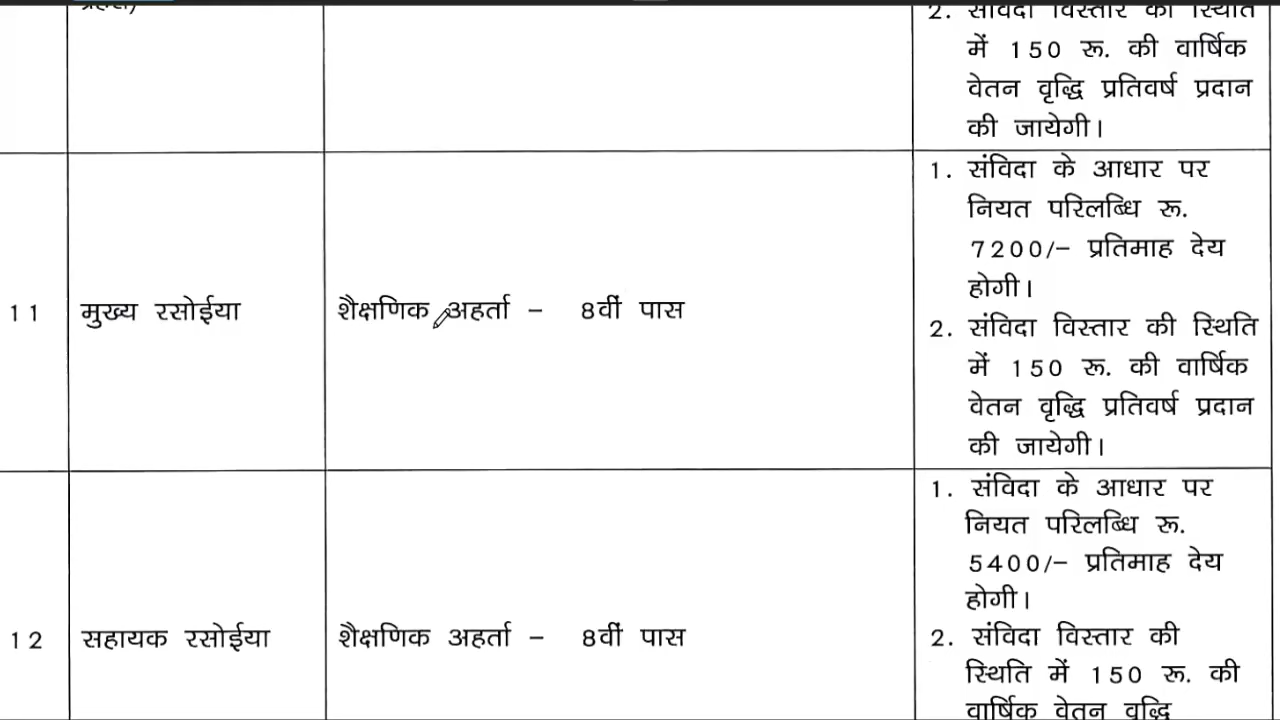 2. संविदा विस्तार की स्थिति
में 150 रू. की वार्षिक
वेतन वृद्धि प्रतिवर्ष प्रदान
की जायेगी।
11
मुख्य रसोईया
शैक्षणिक अहर्ता – 8वीं पास
1. संविदा के आधार पर
नियत परिलब्धि रू.
7200/– प्रतिमाह देय
होगी।
2. संविदा विस्तार की स्थिति
में 150 रू. की वार्षिक
वेतन वृद्धि प्रतिवर्ष प्रदान
की जायेगी।
12
सहायक रसोईया
शैक्षणिक अहर्ता – 8वीं पास
1. संविदा के आधार पर
नियत परिलब्धि रू.
5400/– प्रतिमाह देय
होगी।
2. संविदा विस्तार की
स्थिति में 150 रू. की
वार्षिक वेतन वृद्धि